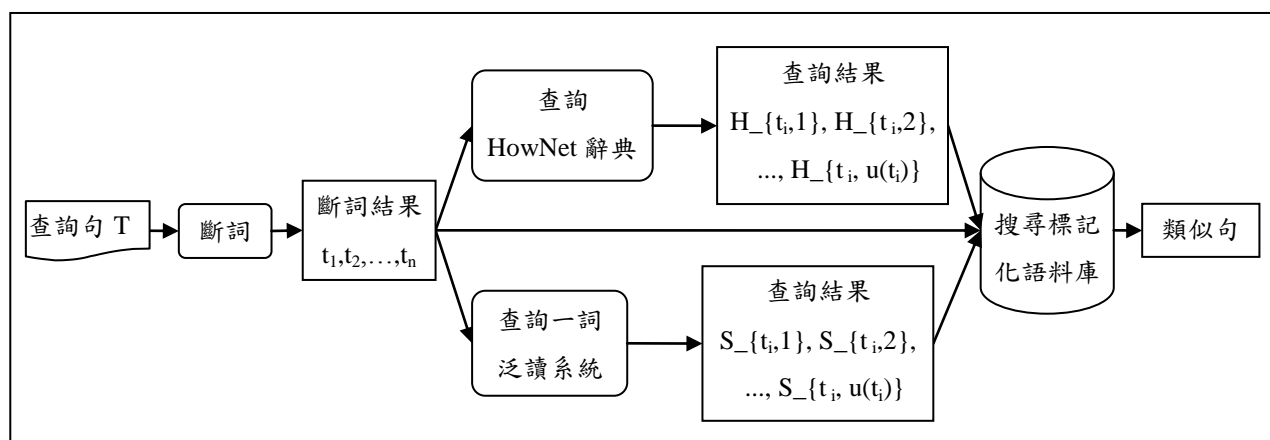 查詢句 T
斷詞
斷詞結果
t₁,t₂,…,tₙ
查詢
HowNet 辭典
查詢結果
H_{tᵢ,1}, H_{tᵢ,2},
..., H_{tᵢ, u(tᵢ)}
查詢一詞
泛讀系統
查詢結果
S_{tᵢ,1}, S_{tᵢ,2},
..., S_{tᵢ, u(tᵢ)}
搜尋標記
化語料庫
類似句